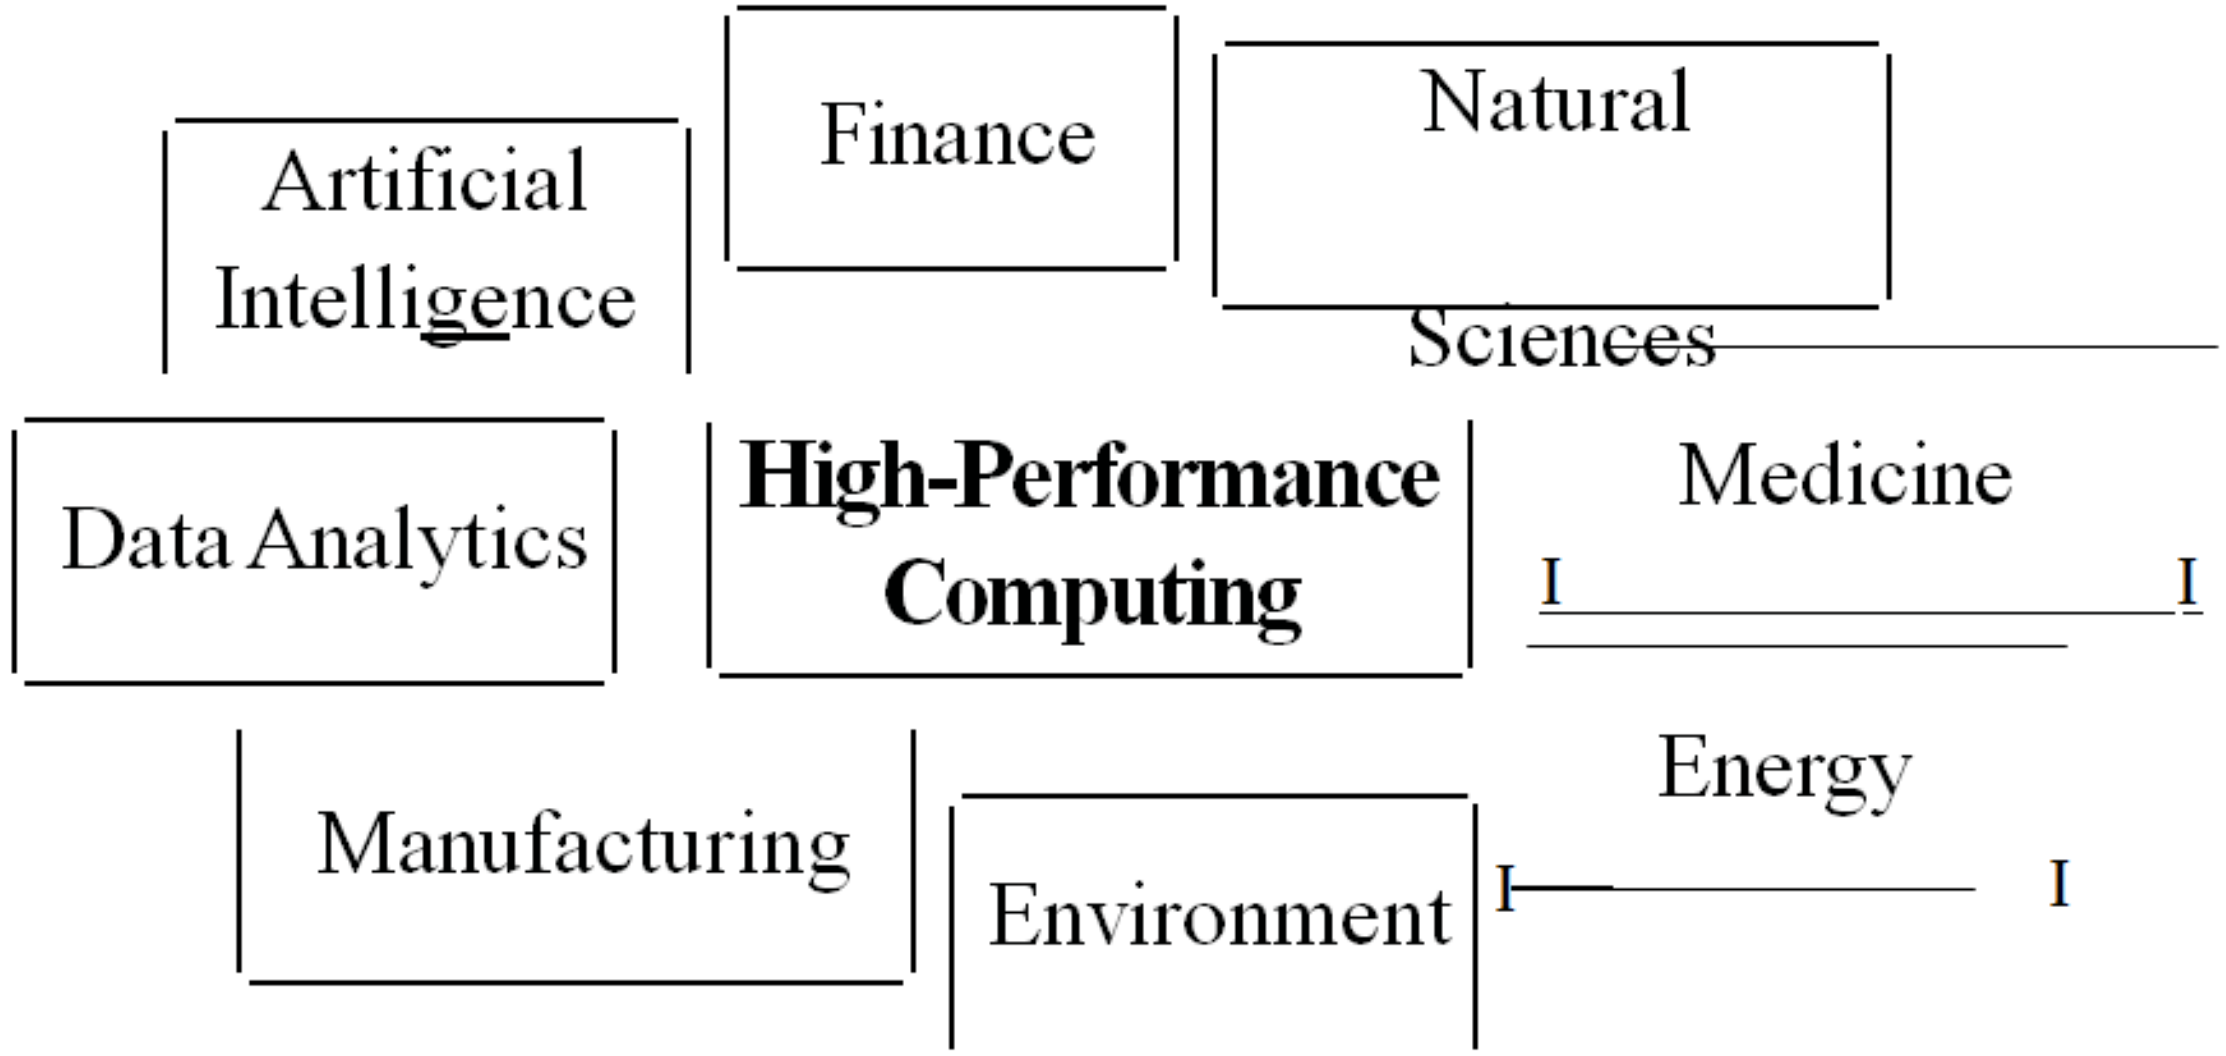 Finance
Natural
Sciences
Artificial
Intelligence
Data Analytics
High-Performance
Computing
Medicine
I I
Manufacturing
Environment
Energy
I I